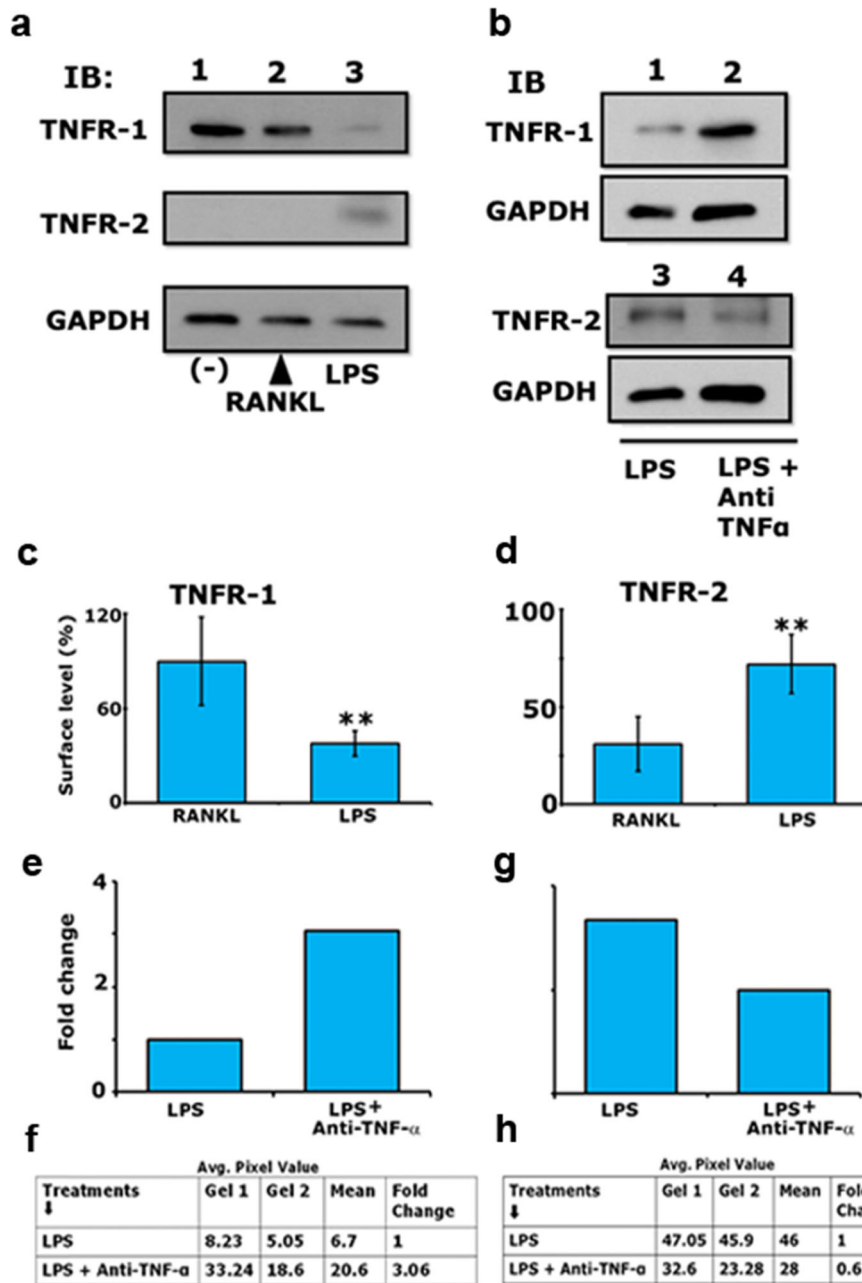 a
IB: 1 2 3
TNFR-1
TNFR-2
GAPDH
(-) LPS
RANKL
b
IB 1 2
TNFR-1
GAPDH
3 4
TNFR-2
GAPDH
LPS LPS +
Anti
TNFα
c
TNFR-1
Surface level (%)
120
60
0
RANKL LPS
**
d
TNFR-2
100
50
0
**
RANKL LPS
e
Fold change
4
2
0
LPS LPS+
Anti-TNF-α
g
LPS LPS+
Anti-TNF-α
f
Avg. Pixel Value
Treatments Gel 1 Gel 2 Mean Fold
↓ Change
LPS 8.23 5.05 6.7 1
LPS + Anti-TNF-α 33.24 18.6 20.6 3.06
h
Avg. Pixel Value
Treatments Gel 1 Gel 2 Mean
↓
LPS 47.05 45.9 46 1
LPS + Anti-TNF-α 32.6 23.28 28 0.6